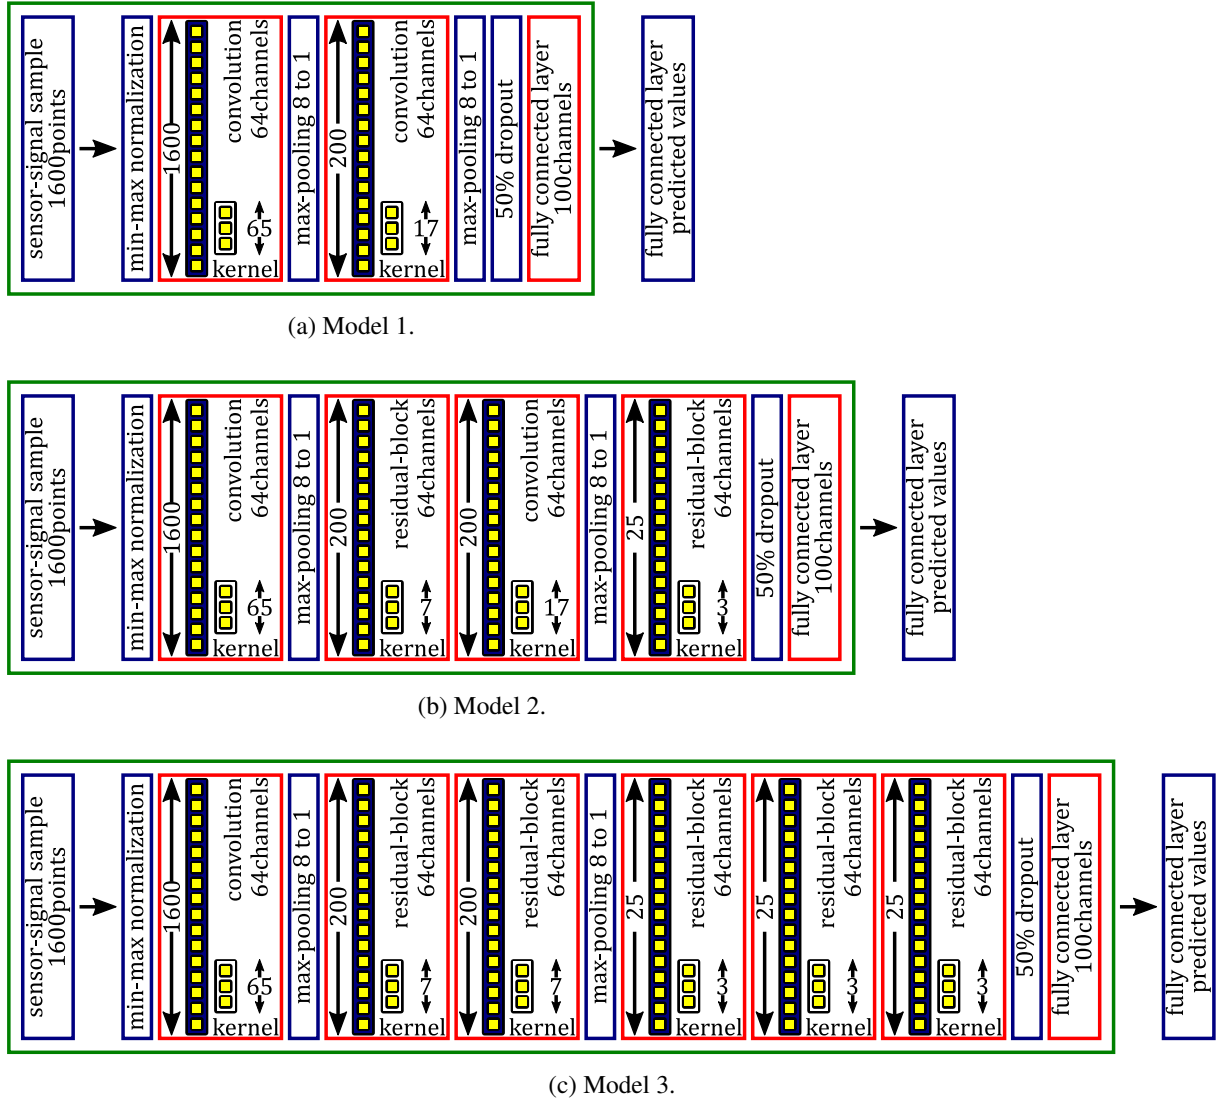 sensor-signal sample
1600points
min-max normalization
1600
convolution
64channels
65
kernel
max-pooling 8 to 1
200
convolution
64channels
17
kernel
max-pooling 8 to 1
50% dropout
fully connected layer
100channels
fully connected layer
predicted values
(a) Model 1.
sensor-signal sample
1600points
min-max normalization
1600
convolution
64channels
65
kernel
max-pooling 8 to 1
200
residual-block
64channels
7
kernel
200
convolution
64channels
17
kernel
max-pooling 8 to 1
25
residual-block
64channels
3
kernel
50% dropout
fully connected layer
100channels
fully connected layer
predicted values
(b) Model 2.
sensor-signal sample
1600points
min-max normalization
1600
convolution
64channels
65
kernel
max-pooling 8 to 1
200
residual-block
64channels
7
kernel
200
residual-block
64channels
7
kernel
max-pooling 8 to 1
25
residual-block
64channels
3
kernel
25
residual-block
64channels
3
kernel
25
residual-block
64channels
3
kernel
50% dropout
fully connected layer
100channels
fully connected layer
predicted values
(c) Model 3.